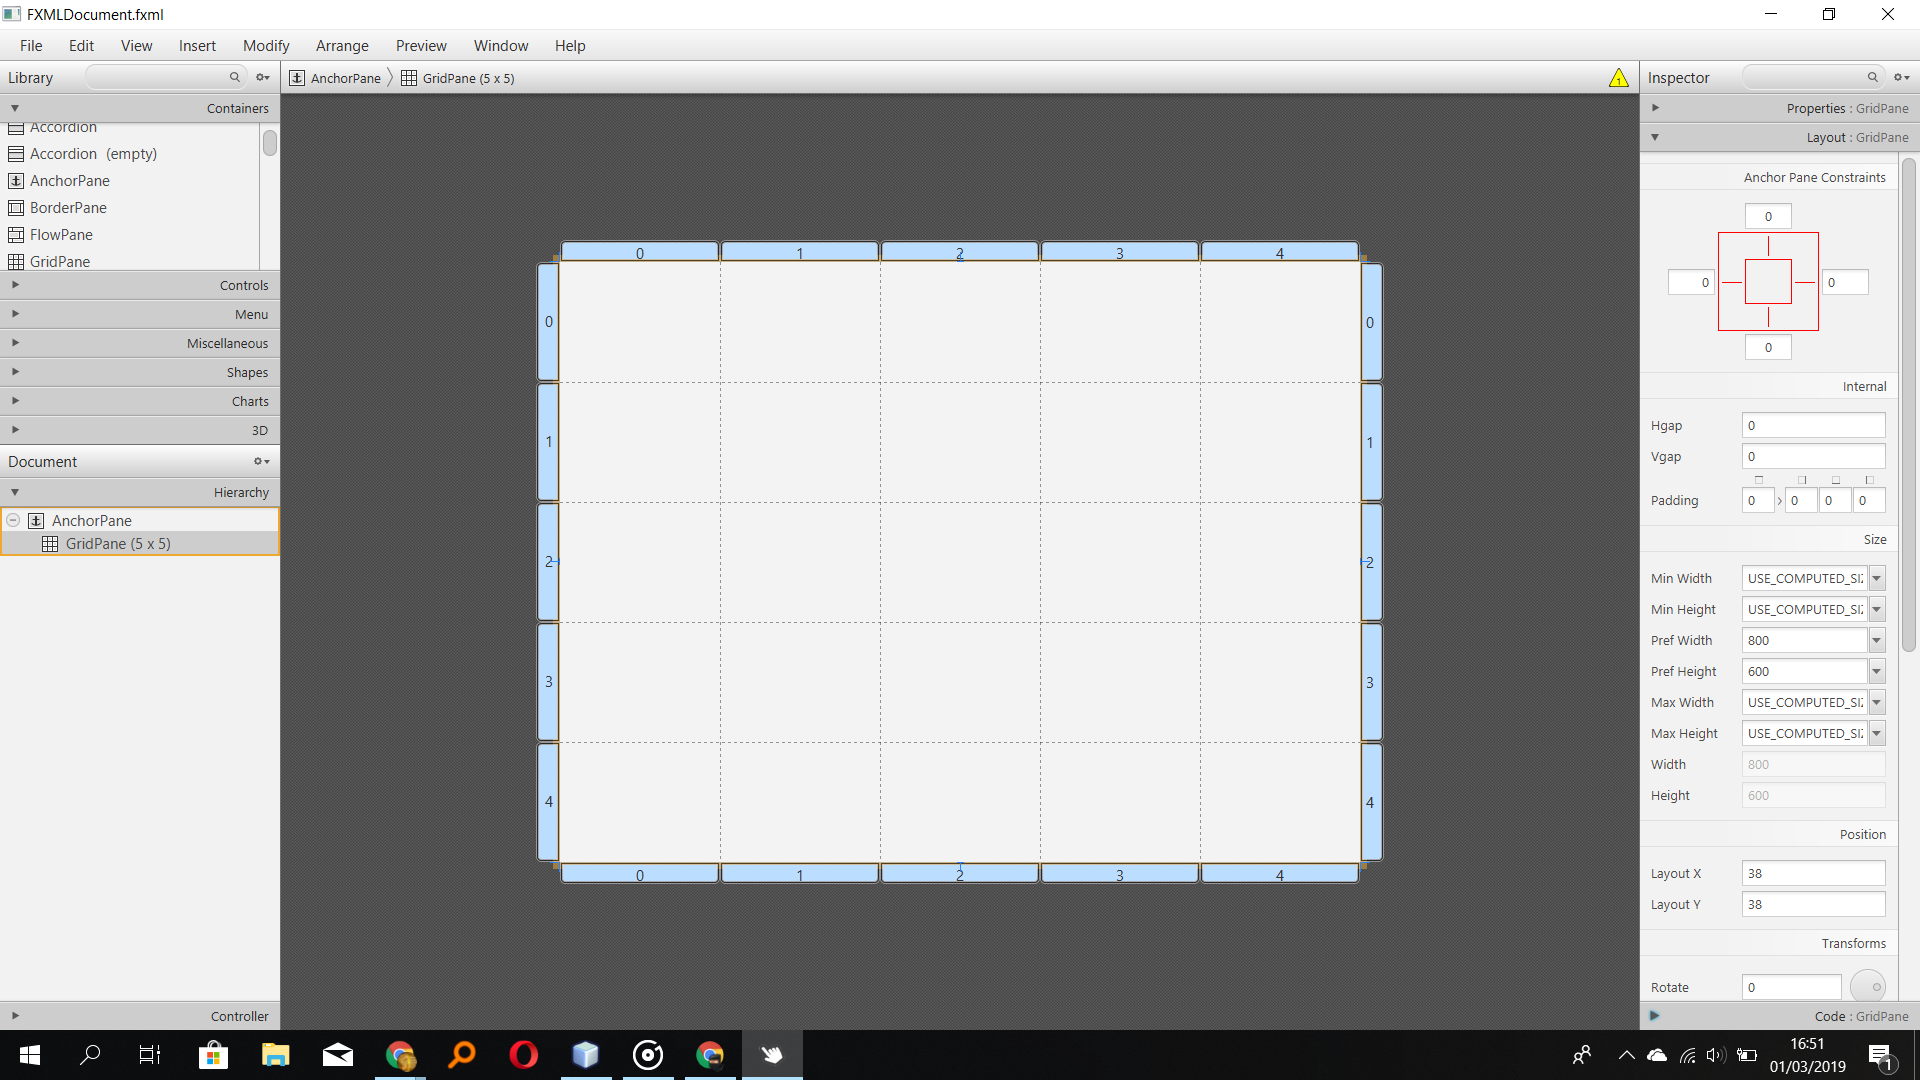 FXMLDocument.fxml
File Edit View Insert Modify Arrange Preview Window Help
Library
AnchorPane GridPane (5 x 5)
1
Inspector
Containers
Accordion
Accordion (empty)
AnchorPane
BorderPane
FlowPane
GridPane
Controls
Menu
Miscellaneous
Shapes
Charts
3D
Document
Hierarchy
AnchorPane
GridPane (5 x 5)
Controller
0 1 2 3 4
0 0
1 1
2 2
3 3
4 4
0 1 2 3 4
Properties : GridPane
Layout : GridPane
Anchor Pane Constraints
0
0 0
0
Internal
Hgap 0
Vgap 0
Padding 0 0 0 0
Size
Min Width USE_COMPUTED_SI
Min Height USE_COMPUTED_SI
Pref Width 800
Pref Height 600
Max Width USE_COMPUTED_SI
Max Height USE_COMPUTED_SI
Width 800
Height 600
Position
Layout X 38
Layout Y 38
Transforms
Rotate 0
Code : GridPane
16:51
01/03/2019
1